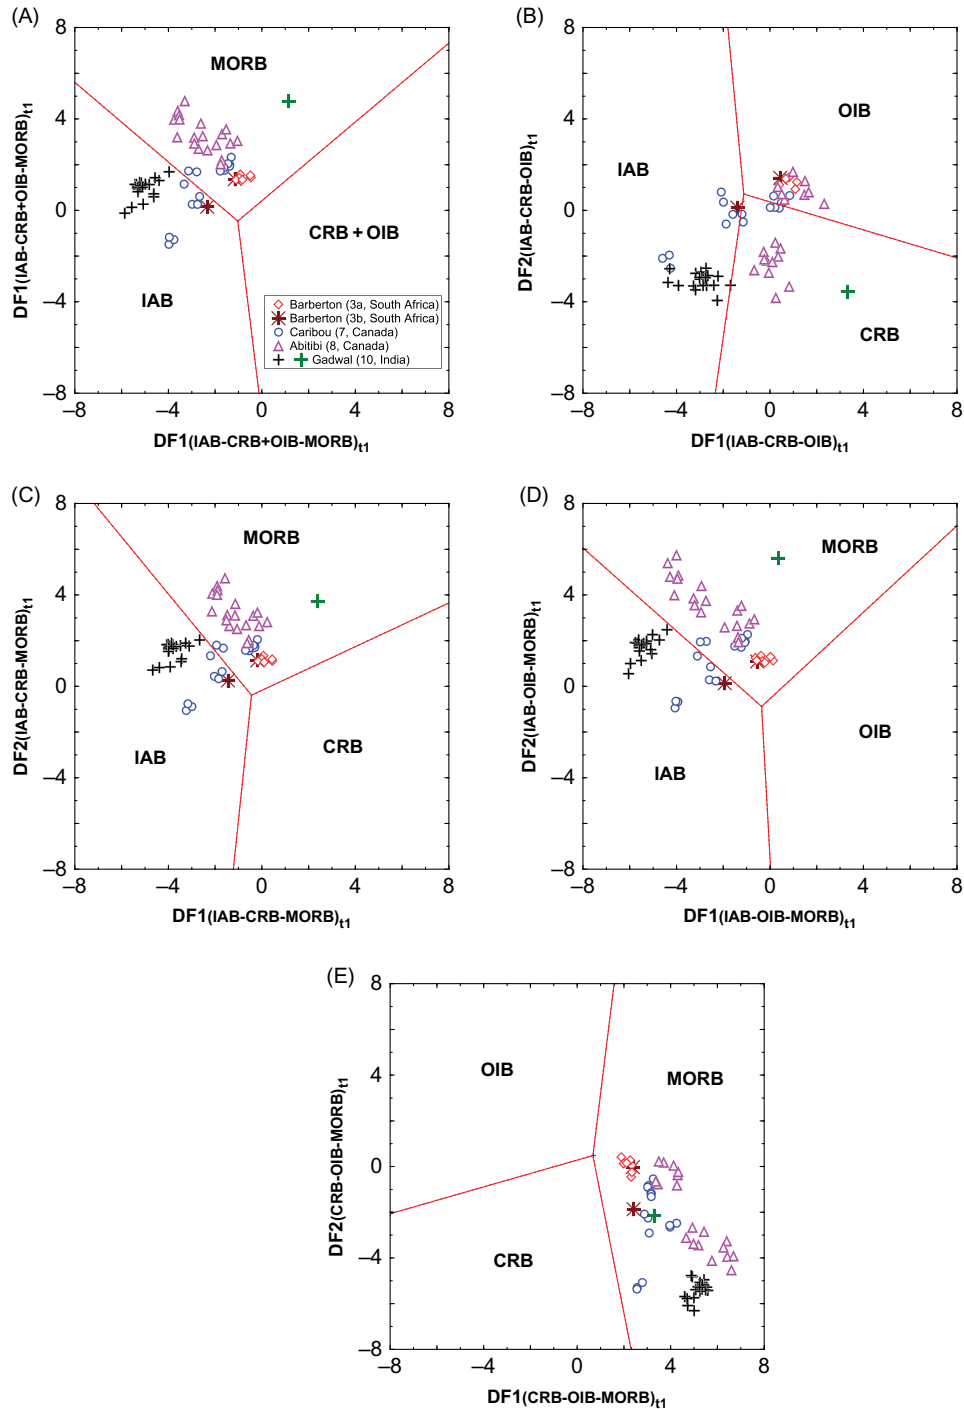 (A)
8
4
0
–4
–8
–8
–4
0
4
8
DF1(IAB-CRB+OIB-MORB)t1
DF1(IAB-CRB+OIB-MORB)t1
MORB
CRB + OIB
IAB
Barberton (3a, South Africa)
Barberton (3b, South Africa)
Caribou (7, Canada)
Abitibi (8, Canada)
Gadwal (10, India)
(B)
8
4
0
–4
–8
–8
–4
0
4
8
DF2(IAB-CRB-OIB)t1
DF1(IAB-CRB-OIB)t1
OIB
IAB
CRB
(C)
8
4
0
–4
–8
–8
–4
0
4
8
DF2(IAB-CRB-MORB)t1
DF1(IAB-CRB-MORB)t1
MORB
IAB
CRB
(D)
8
4
0
–4
–8
–8
–4
0
4
8
DF2(IAB-OIB-MORB)t1
DF1(IAB-OIB-MORB)t1
MORB
OIB
IAB
(E)
8
4
0
–4
–8
–8
–4
0
4
8
DF2(CRB-OIB-MORB)t1
DF1(CRB-OIB-MORB)t1
OIB
MORB
CRB